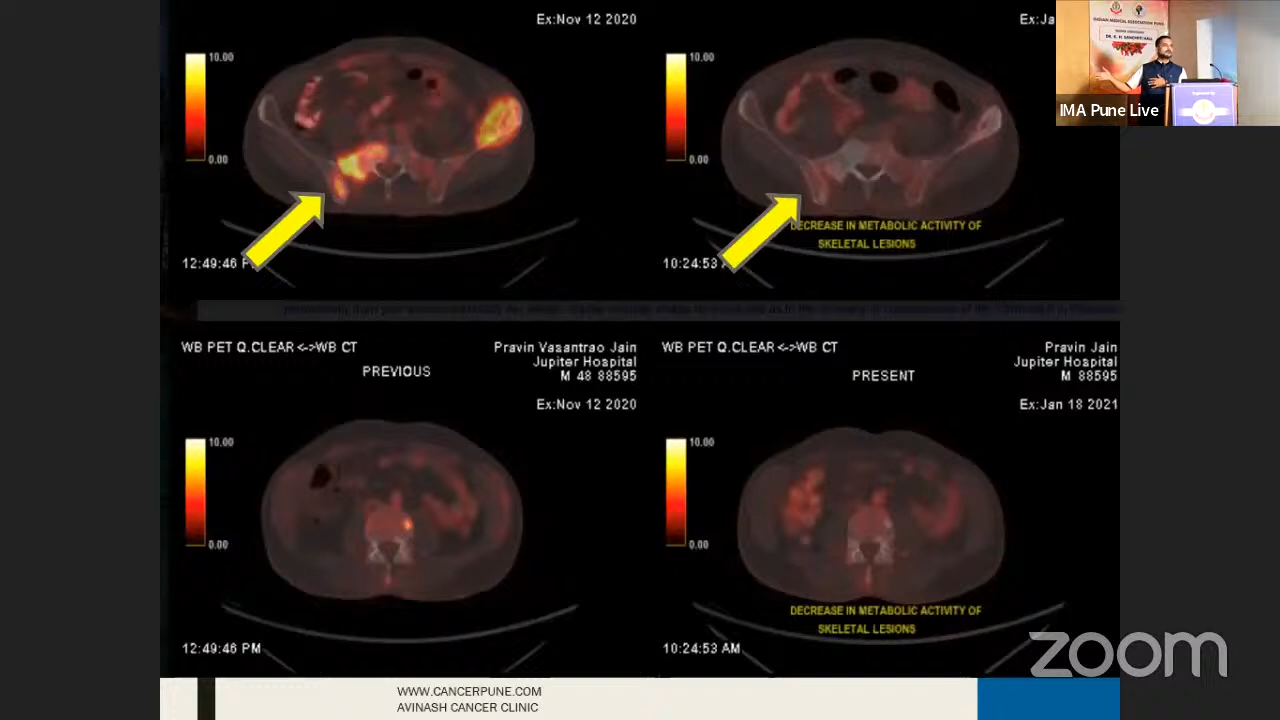 Ex:Nov 12 2020
Ex:Ja
10.00
0.00
10.00
0.00
INDIAN MEDICAL ASSOCIATION PUNE
IMA Pune Live
DECREASE IN METABOLIC ACTIVITY OF
SKELETAL LESIONS
12:49:46 P
10:24:53
WB PET Q.CLEAR <->WB CT
PREVIOUS
Pravin Vasantrao Jain
Jupiter Hospital
M 48 88595
Ex:Nov 12 2020
WB PET Q.CLEAR <->WB CT
PRESENT
Pravin Jain
Jupiter Hospital
M 88595
Ex:Jan 18 2021
10.00
0.00
10.00
0.00
DECREASE IN METABOLIC ACTIVITY OF
SKELETAL LESIONS
12:49:46 PM
10:24:53 AM
zoom
WWW.CANCERPUNE.COM
AVINASH CANCER CLINIC